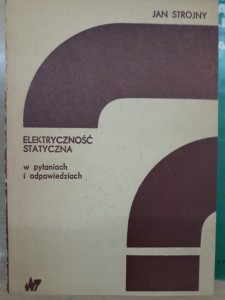 JAN STROJNY
ELEKTRYCZNOŚĆ
STATYCZNA
w pytaniach
i odpowiedziach